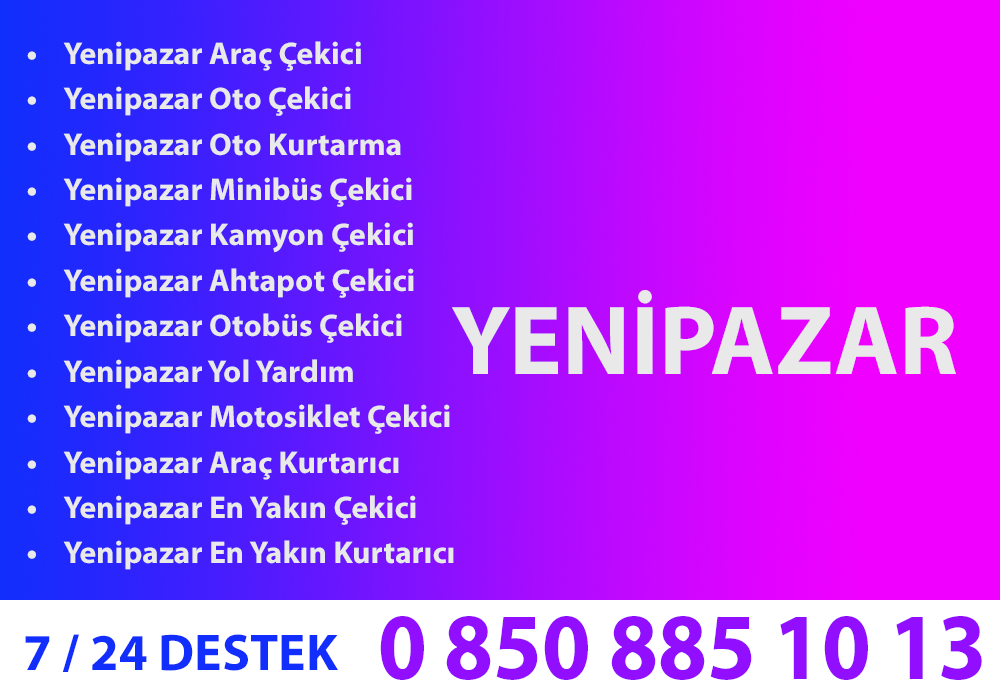 • Yenipazar Araç Çekici
• Yenipazar Oto Çekici
• Yenipazar Oto Kurtarma
• Yenipazar Minibüs Çekici
• Yenipazar Kamyon Çekici
• Yenipazar Ahtapot Çekici
• Yenipazar Otobüs Çekici
• Yenipazar Yol Yardım
• Yenipazar Motosiklet Çekici
• Yenipazar Araç Kurtarıcı
• Yenipazar En Yakın Çekici
• Yenipazar En Yakın Kurtarıcı
YENİPAZAR
7 / 24 DESTEK 0 850 885 10 13